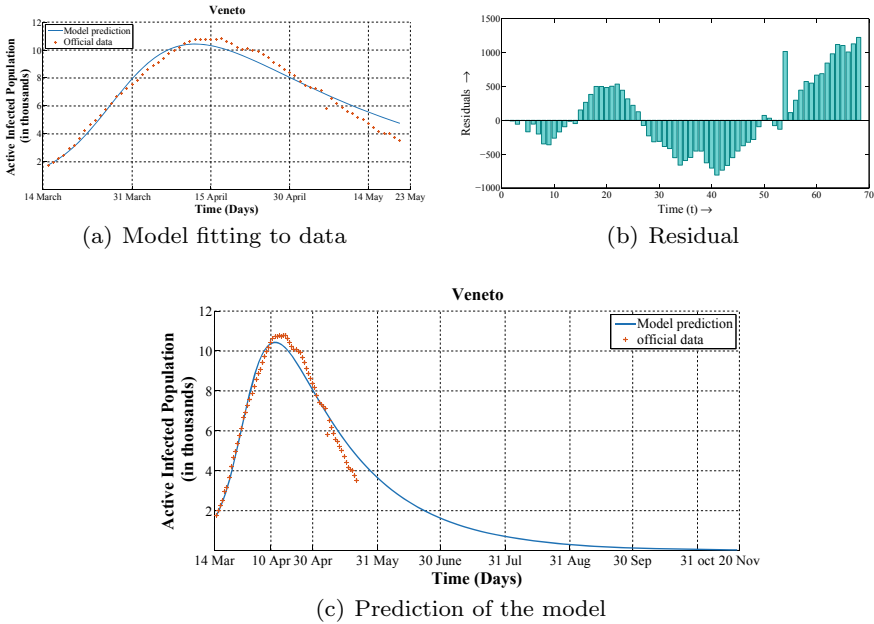 Veneto
12
10
8
6
4
2
Model prediction
Official data
Active Infected Population
(in thousands)
14 March
31 March
15 April
30 April
14 May
23 May
Time (Days)
(a) Model fitting to data
1500
1000
500
0
−500
−1000
Residuals →
0
10
20
30
40
50
60
70
Time (t) →
(b) Residual
Veneto
12
10
8
6
4
2
Model prediction
official data
Active Infected Population
(in thousands)
14 Mar
10 Apr
30 Apr
31 May
30 June
31 Jul
31 Aug
30 Sep
31 oct
20 Nov
Time (Days)
(c) Prediction of the model